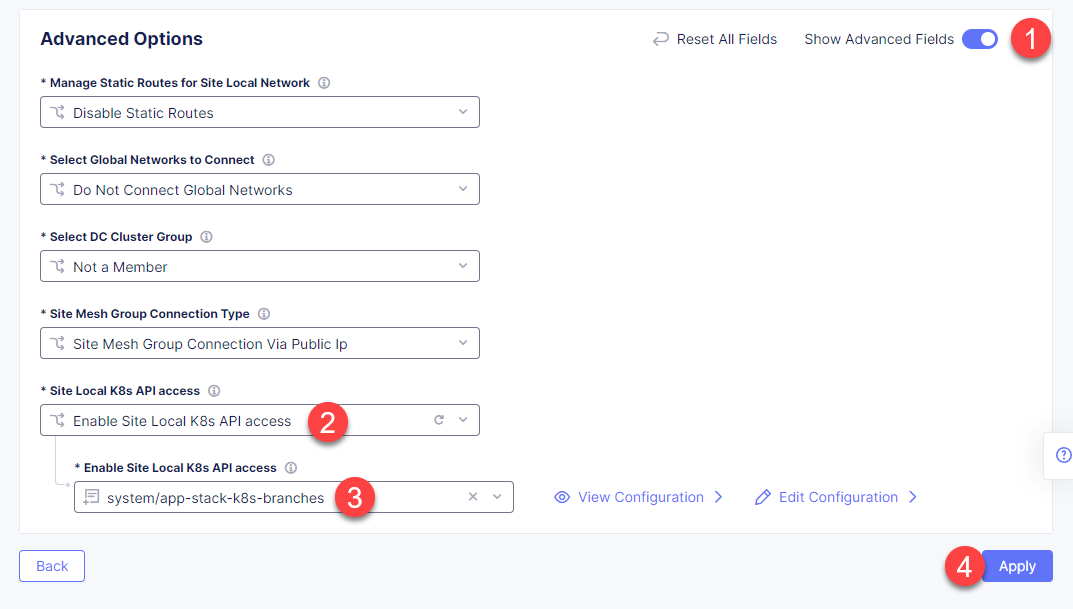 Advanced Options
Reset All Fields
Show Advanced Fields
1
* Manage Static Routes for Site Local Network
Disable Static Routes
* Select Global Networks to Connect
Do Not Connect Global Networks
* Select DC Cluster Group
Not a Member
* Site Mesh Group Connection Type
Site Mesh Group Connection Via Public Ip
* Site Local K8s API access
Enable Site Local K8s API access
2
* Enable Site Local K8s API access
system/app-stack-k8s-branches
3
View Configuration
Edit Configuration
Back
4
Apply